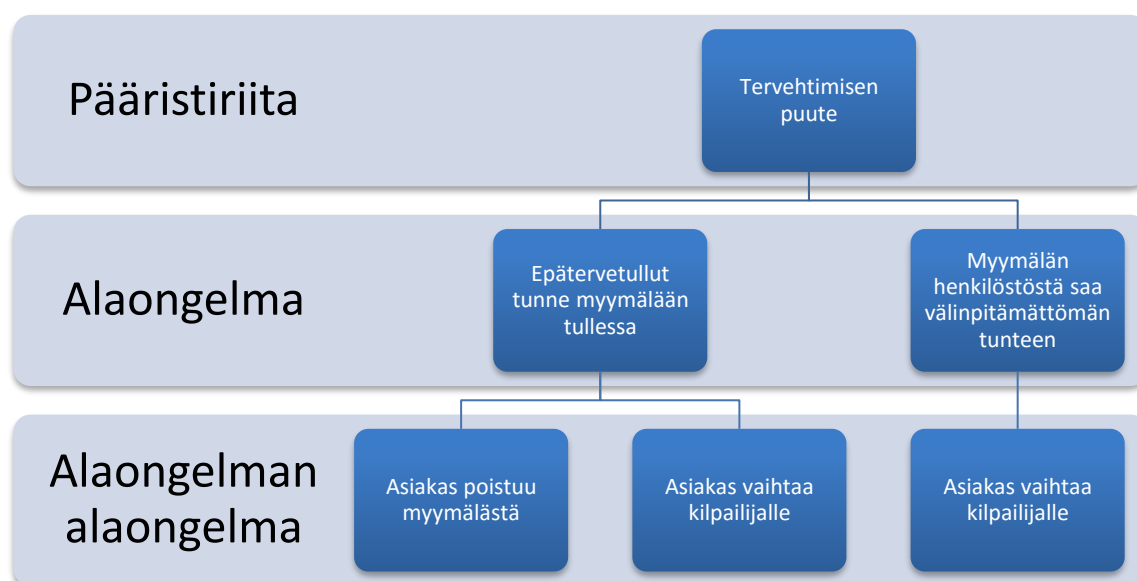 Pääristiriita
Tervehtimisen
puute
Alaongelma
Epätervetullut
tunne myymälään
tullessa
Myymälän
henkilöstöstä saa
välinpitämättömän
tunteen
Alaongelman
alaongelma
Asiakas poistuu
myymälästä
Asiakas vaihtaa
kilpailijalle
Asiakas vaihtaa
kilpailijalle